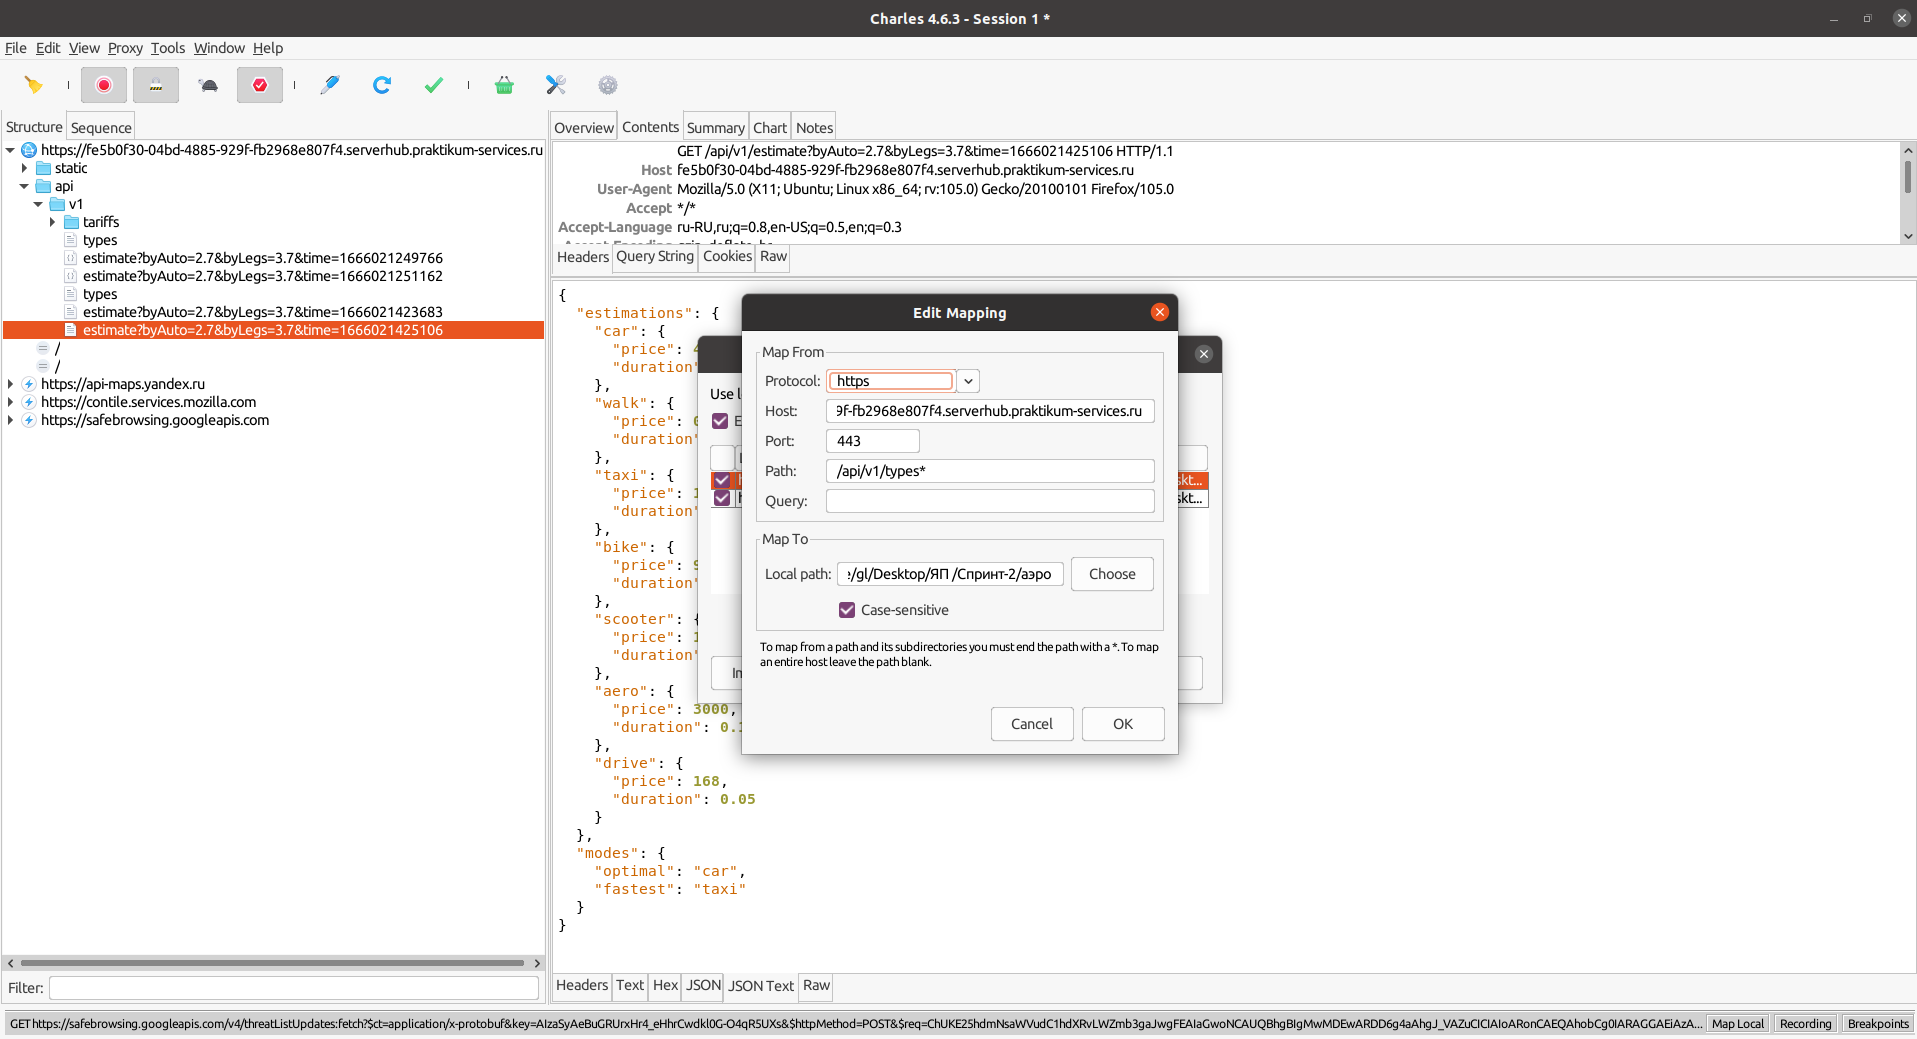 Charles 4.6.3 - Session 1 *
File Edit View Proxy Tools Window Help
Structure Sequence
https://fe5b0f30-04bd-4885-929f-fb2968e807f4.serverhub.praktikum-services.ru
static
api
v1
tariffs
types
estimate?byAuto=2.7&byLegs=3.7&time=1666021249766
estimate?byAuto=2.7&byLegs=3.7&time=1666021251162
types
estimate?byAuto=2.7&byLegs=3.7&time=1666021423683
estimate?byAuto=2.7&byLegs=3.7&time=1666021425106
/
/
https://api-maps.yandex.ru
https://contile.services.mozilla.com
https://safebrowsing.googleapis.com
Filter:
Overview Contents Summary Chart Notes
GET /api/v1/estimate?byAuto=2.7&byLegs=3.7&time=1666021425106 HTTP/1.1
Host fe5b0f30-04bd-4885-929f-fb2968e807f4.serverhub.praktikum-services.ru
User-Agent Mozilla/5.0 (X11; Ubuntu; Linux x86_64; rv:105.0) Gecko/20100101 Firefox/105.0
Accept */*
Accept-Language ru-RU,ru;q=0.8,en-US;q=0.5,en;q=0.3
Headers Query String Cookies Raw
{
"estimations": {
"car": {
"price":
"duration"
},
"walk": {
"price":
"duration"
},
"taxi": {
"price":
"duration"
},
"bike": {
"price":
"duration"
},
"scooter": {
"price":
"duration"
},
"aero": {
"price": 3000,
"duration": 0.
},
"drive": {
"price": 168,
"duration": 0.05
}
},
"modes": {
"optimal": "car",
"fastest": "taxi"
}
}
Use l
skt...
skt...
Edit Mapping
Map From
Protocol: https
Host: 9f-fb2968e807f4.serverhub.praktikum-services.ru
Port: 443
Path: /api/v1/types*
Query:
Map To
Local path: e/gl/Desktop/ЯП /Спринт-2/аэро Choose
Case-sensitive
To map from a path and its subdirectories you must end the path with a *. To map
an entire host leave the path blank.
Cancel OK
Headers Text Hex JSON JSON Text Raw
GET https://safebrowsing.googleapis.com/v4/threatListUpdates:fetch?$ct=application/x-protobuf&key=AIzaSyAeBuGRUrxHr4_eHhrCwdkl0G-O4qR5UXs&$httpMethod=POST&$req=ChUKE25hdmNsaWVudC1hdXRvLWZmb3gaJwgFEAIaGwoNCAUQBhgBIgMwMDEwARDD6g4aAhgJ_VAZuCICIAIoARonCAEQAhobCg0IARAGGAEiAzA... Map Local Recording Breakpoints